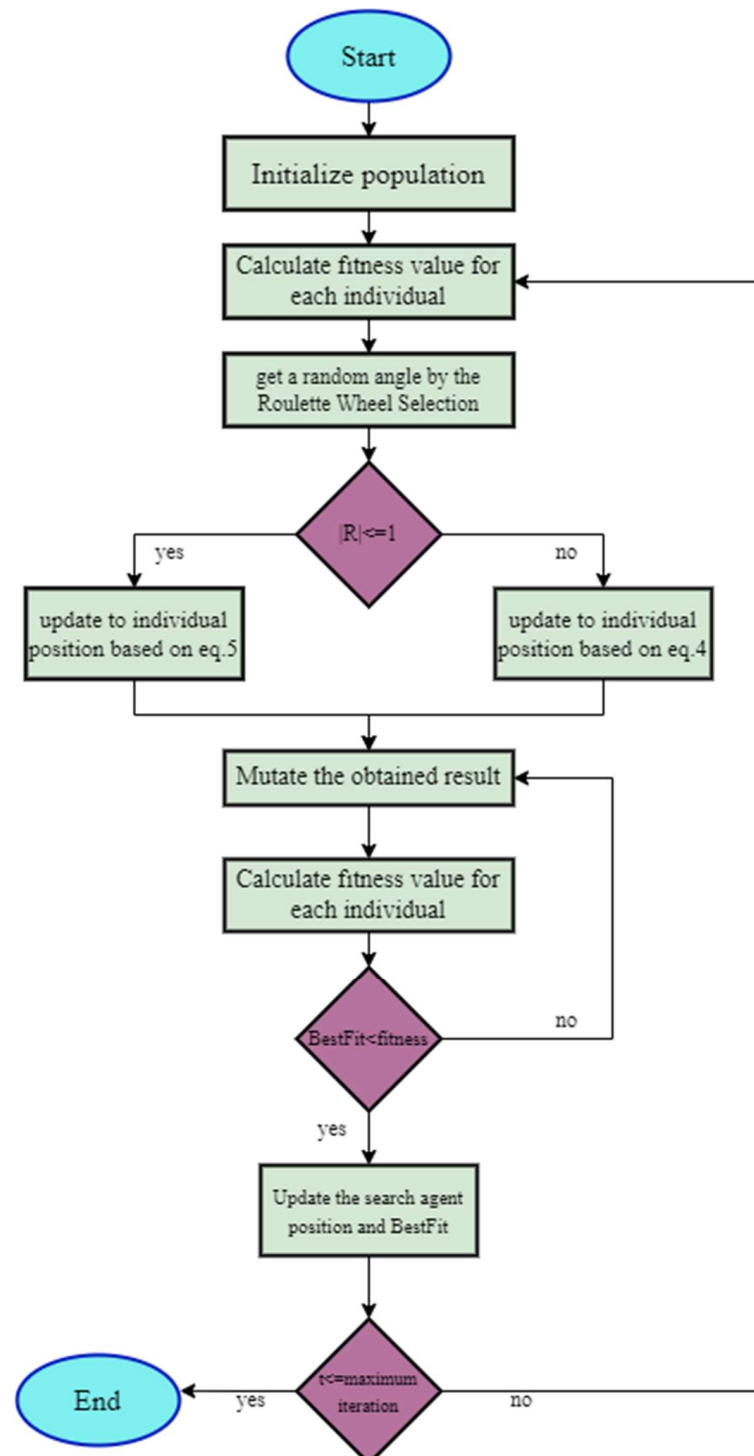 Start
Initialize population
Calculate fitness value for
each individual
get a random angle by the
Roulette Wheel Selection
|R|<=1
yes
no
update to individual
position based on eq.5
update to individual
position based on eq.4
Mutate the obtained result
Calculate fitness value for
each individual
BestFit<fitness
no
yes
Update the search agent
position and BestFit
t<=maximum
iteration
End
yes
no